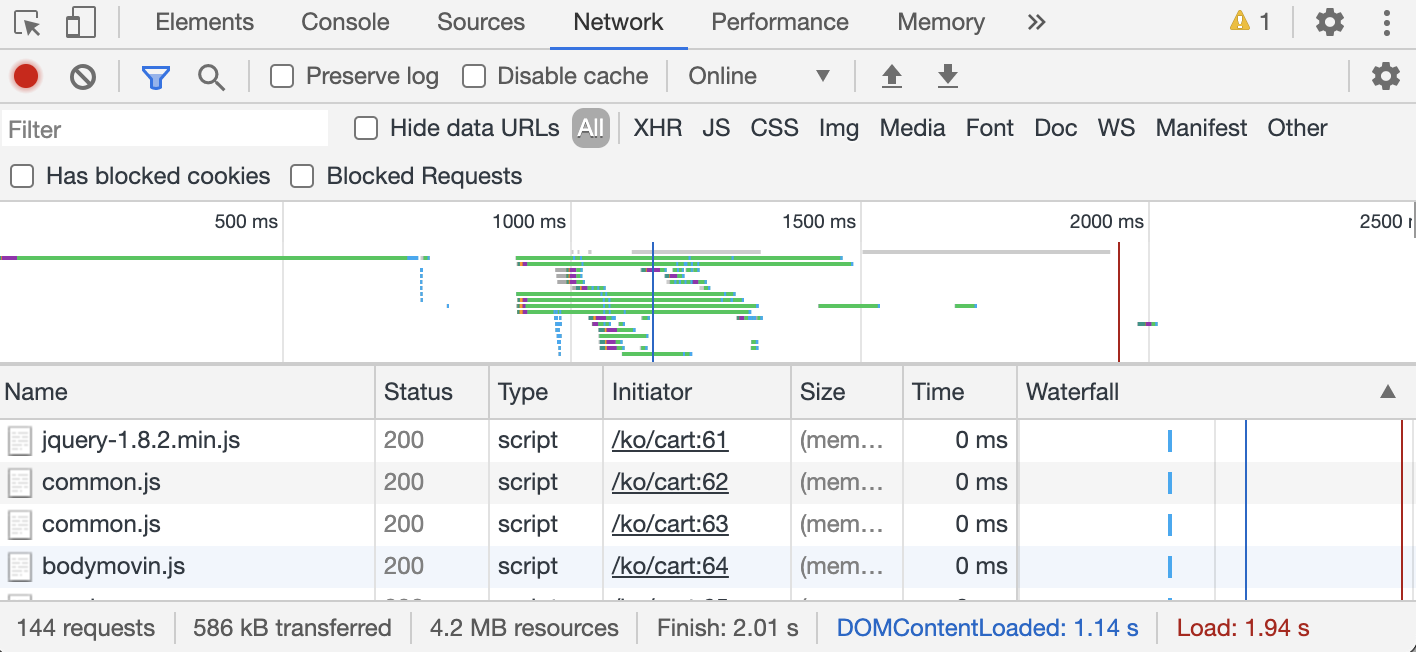 Elements Console Sources Network Performance Memory 1
Preserve log Disable cache Online
Filter Hide data URLs All XHR JS CSS Img Media Font Doc WS Manifest Other
Has blocked cookies Blocked Requests
500 ms 1000 ms 1500 ms 2000 ms 2500
Name Status Type Initiator Size Time Waterfall
jquery-1.8.2.min.js 200 script /ko/cart:61 (mem… 0 ms
common.js 200 script /ko/cart:62 (mem… 0 ms
common.js 200 script /ko/cart:63 (mem… 0 ms
bodymovin.js 200 script /ko/cart:64 (mem… 0 ms
144 requests 586 kB transferred 4.2 MB resources Finish: 2.01 s DOMContentLoaded: 1.14 s Load: 1.94 s